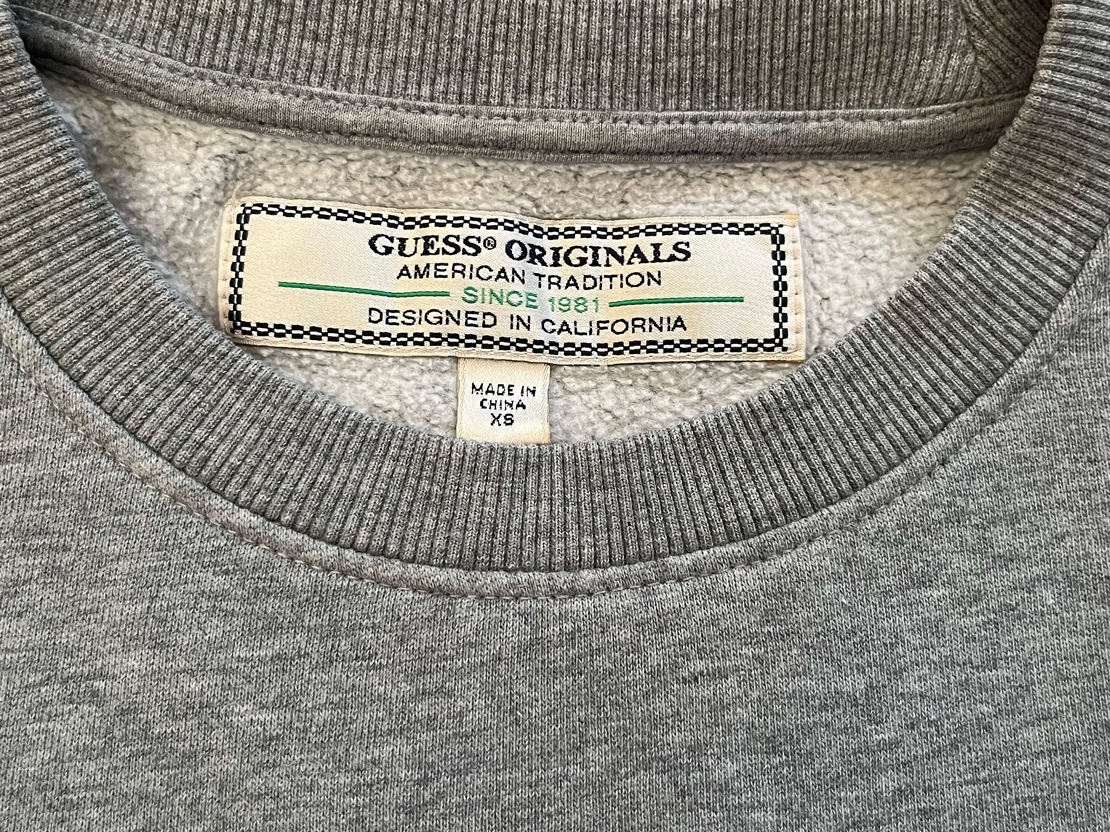 GUESS® ORIGINALS
AMERICAN TRADITION
SINCE 1981
DESIGNED IN CALIFORNIA
MADE IN
CHINA
XS